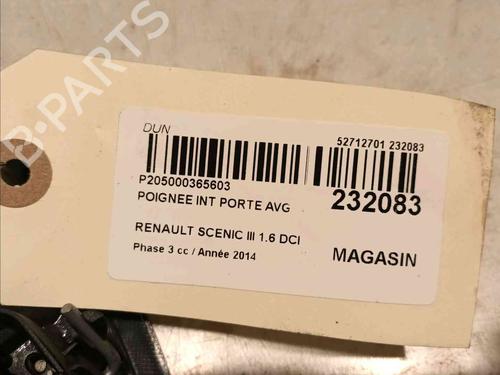 DUN
52712701 232083
P205000365603
232083
POIGNEE INT PORTE AVG
RENAULT SCENIC III 1.6 DCI
MAGASIN
Phase 3 cc / Année 2014
B